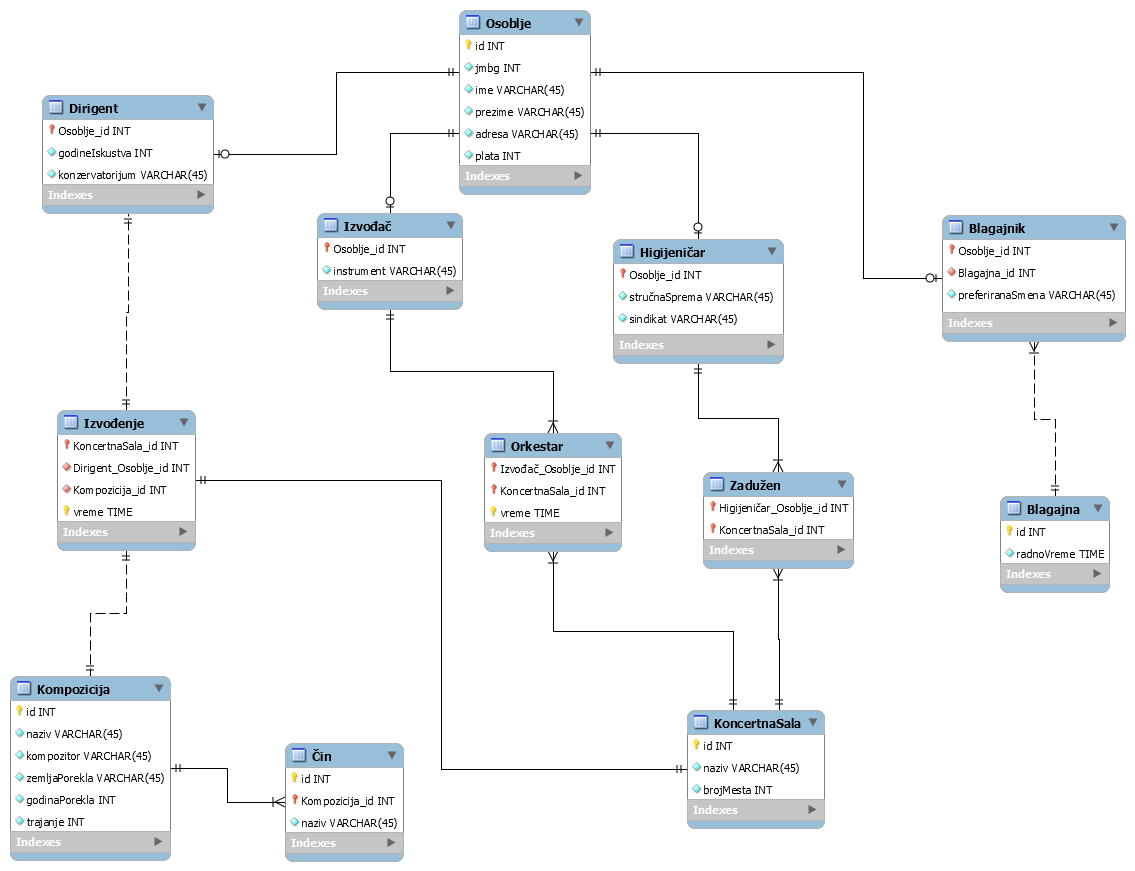 Osoblje
id INT
jmbg INT
ime VARCHAR(45)
prezime VARCHAR(45)
adresa VARCHAR(45)
plata INT
Indexes
Dirigent
Osoblje_id INT
godineIskustva INT
konzervatorijum VARCHAR(45)
Indexes
Izvođač
Osoblje_id INT
instrument VARCHAR(45)
Indexes
Higijeničar
Osoblje_id INT
stručnaSprema VARCHAR(45)
sindikat VARCHAR(45)
Indexes
Blagajnik
Osoblje_id INT
Blagajna_id INT
preferiranaSmena VARCHAR(45)
Indexes
Izvođenje
KoncertnaSala_id INT
Dirigent_Osoblje_id INT
Kompozicija_id INT
vreme TIME
Indexes
Orkestar
Izvođač_Osoblje_id INT
KoncertnaSala_id INT
vreme TIME
Indexes
Zadužen
Higijeničar_Osoblje_id INT
KoncertnaSala_id INT
Indexes
Blagajna
id INT
radnoVreme TIME
Indexes
Kompozicija
id INT
naziv VARCHAR(45)
kompozitor VARCHAR(45)
zemljaPorekla VARCHAR(45)
godinaPorekla INT
trajanje INT
Indexes
Čin
id INT
Kompozicija_id INT
naziv VARCHAR(45)
Indexes
KoncertnaSala
id INT
naziv VARCHAR(45)
brojMesta INT
Indexes